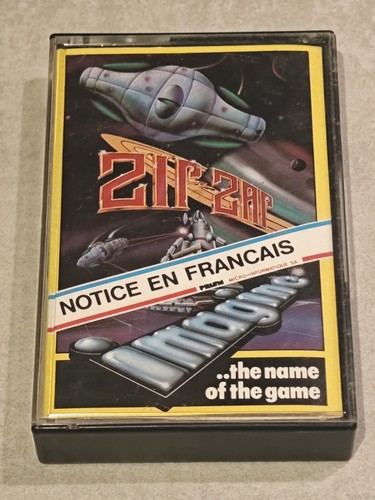 ZIP ZAP
NOTICE EN FRANCAIS
MICRO-INFORMATIQUE SA
imagine
..the name
of the game